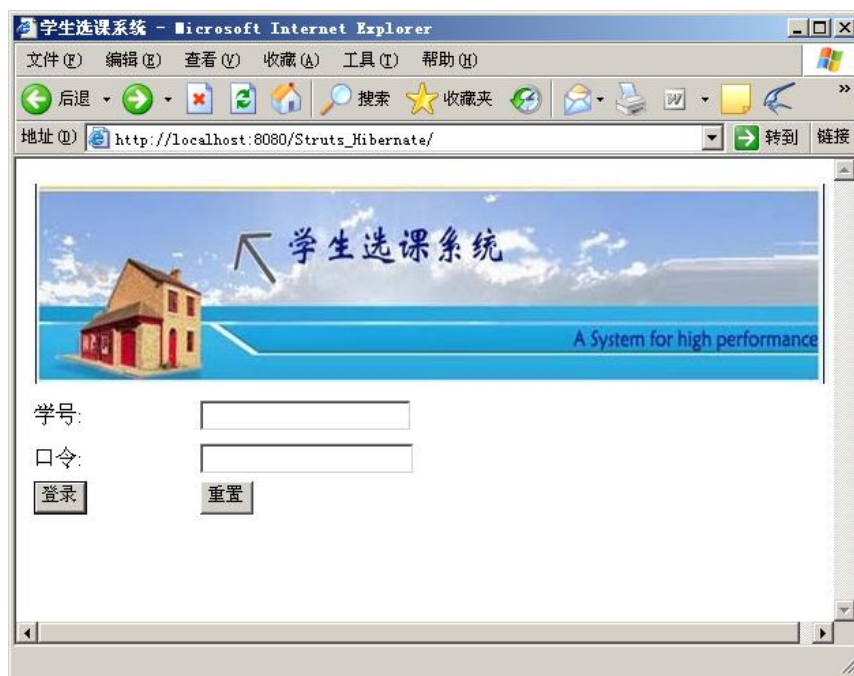 学生选课系统 - Microsoft Internet Explorer
文件(F) 编辑(E) 查看(V) 收藏(A) 工具(T) 帮助(H)
后退 搜索 收藏夹 W »
地址(D) http://localhost:8080/Struts_Hibernate/ 转到 链接
学生选课系统
A System for high performance
学号:
口令:
登录 重置